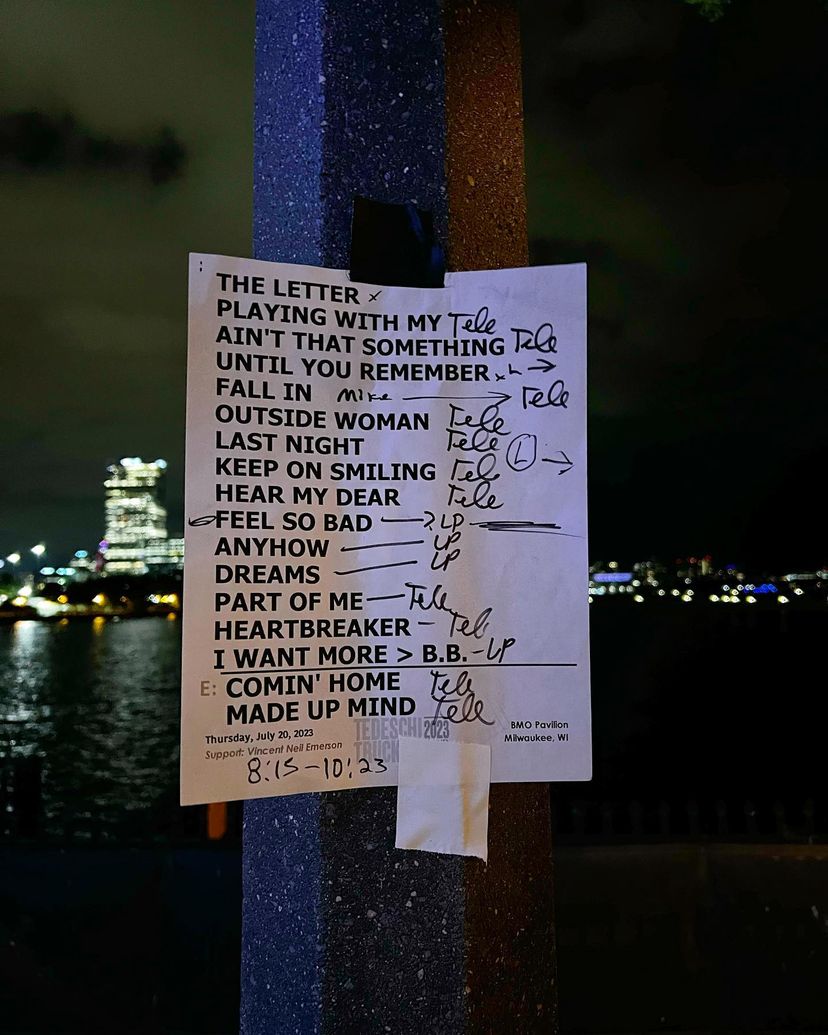 THE LETTER x
PLAYING WITH MY Tele
AIN'T THAT SOMETHING Tele
UNTIL YOU REMEMBER x L →
FALL IN Mike → Tele
OUTSIDE WOMAN Tele
LAST NIGHT Tele L →
KEEP ON SMILING Tele
HEAR MY DEAR Tele
FEEL SO BAD → LP
ANYHOW — LP
DREAMS — LP
PART OF ME — Tele
HEARTBREAKER - Tele
I WANT MORE > B.B. - LP
E: COMIN' HOME Tele
MADE UP MIND Tele
Thursday, July 20, 2023
Support: Vincent Neil Emerson
8:15-10:23
TEDESCHI 2023
TRUCK
BMO Pavilion
Milwaukee, WI